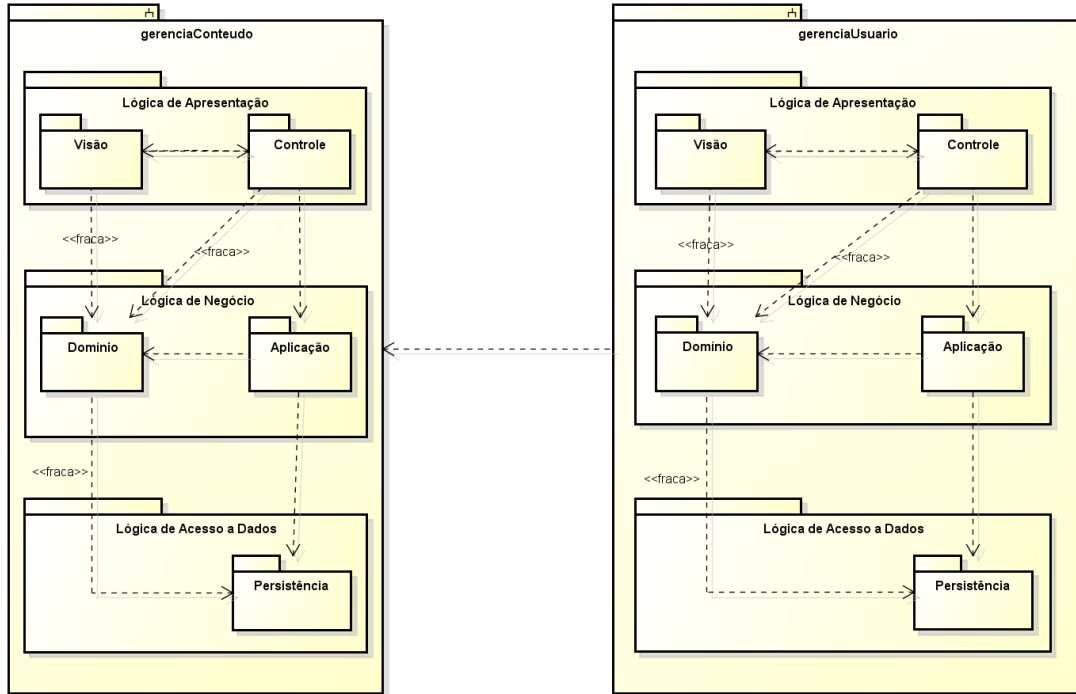 gerenciaConteudo
Lógica de Apresentação
Visão
Controle
<<fraca>>
<<fraca>>
Lógica de Negócio
Domínio
Aplicação
<<fraca>>
Lógica de Acesso a Dados
Persistência
gerenciaUsuario
Lógica de Apresentação
Visão
Controle
<<fraca>>
<<fraca>>
Lógica de Negócio
Domínio
Aplicação
<<fraca>>
Lógica de Acesso a Dados
Persistência